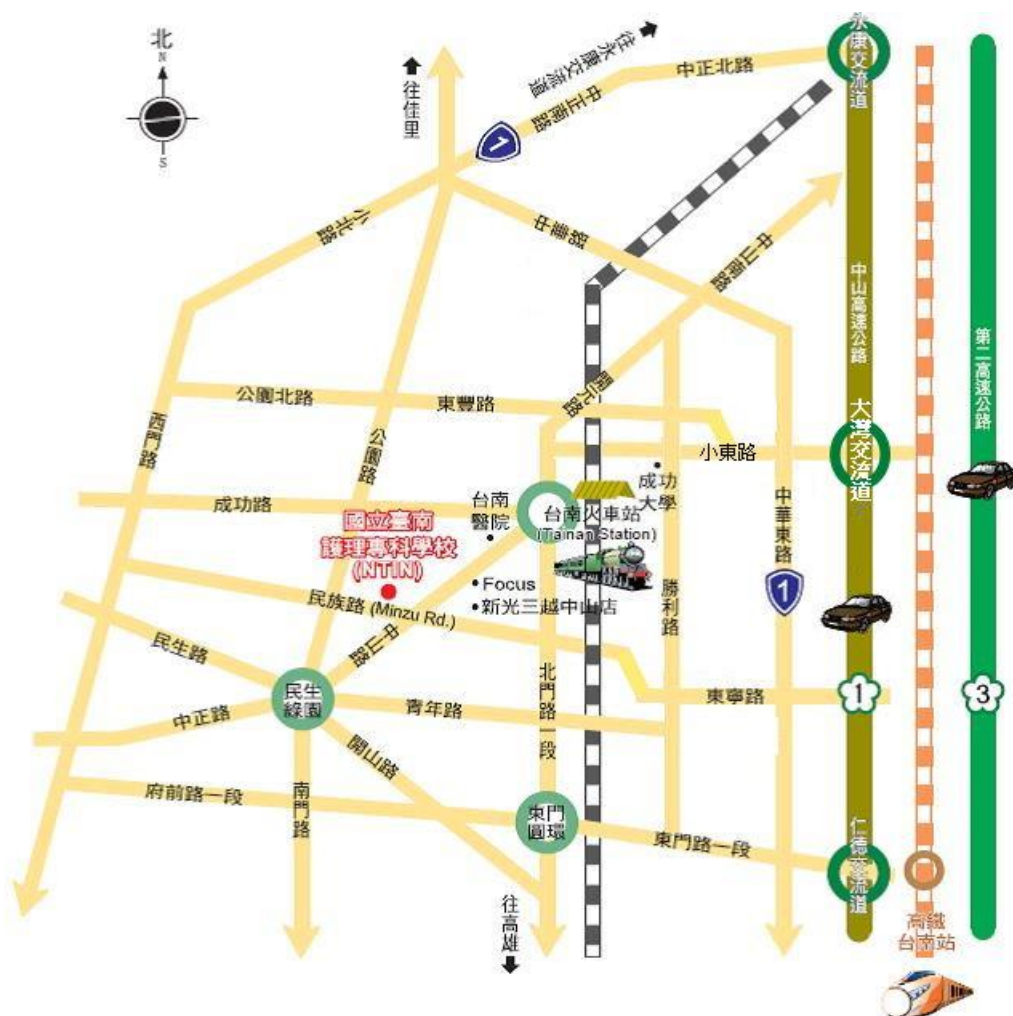 北
N
S
往佳里
往永康交流道
中正南路
中正北路
永康交流道
1
小北路
中華路
中山南路
中山高速公路
第二高速公路
公園北路
東豐路
開元路
小東路
大灣交流道
西門路
公園路
成功路
台南
醫院
成功
大學
台南火車站
(Tainan Station)
中華東路
國立臺南
護理專科學校
(NTIN)
Focus
新光三越中山店
民族路 (Minzu Rd.)
中山路
勝利路
1
民生路
民生
綠園
北門路一段
東寧路
1
3
中正路
青年路
開山路
府前路一段
南門路
東門
圓環
東門路一段
仁德交流道
往高雄
高鐵
台南站